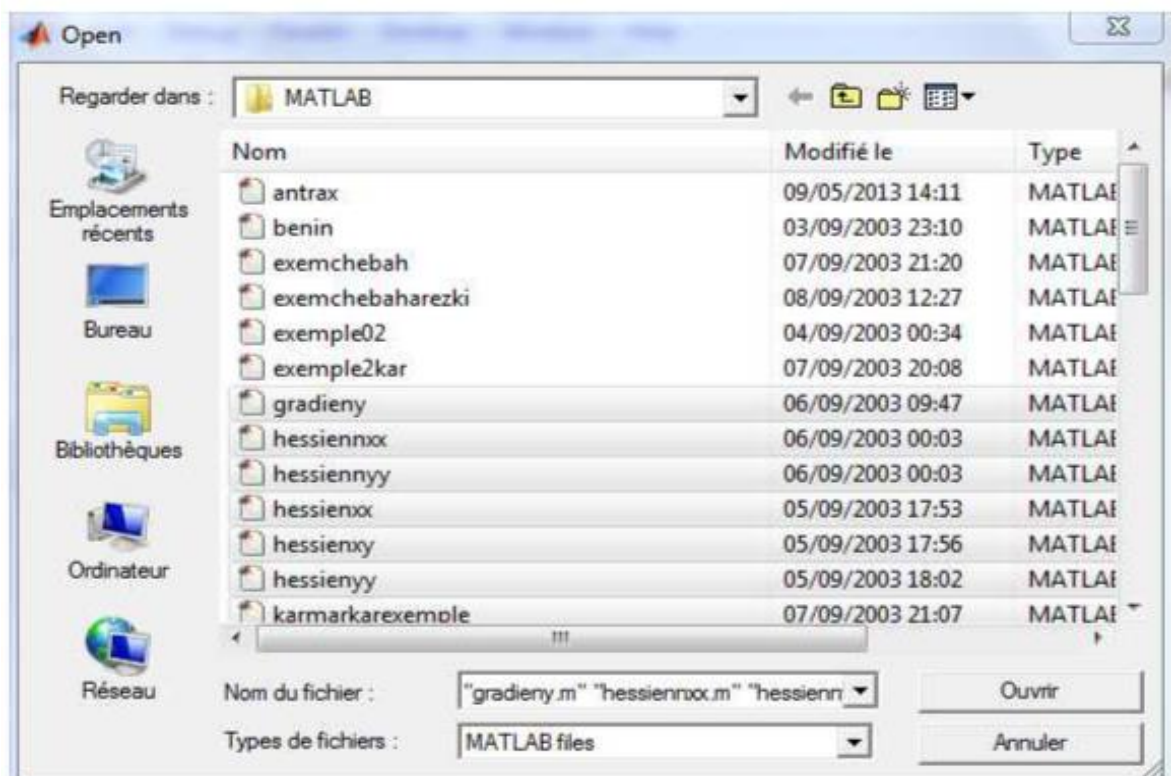 Open
Regarder dans : MATLAB
Nom Modifié le Type
antrax 09/05/2013 14:11 MATLAB
benin 03/09/2003 23:10 MATLAB
exemchebah 07/09/2003 21:20 MATLAB
exemchebaharezki 08/09/2003 12:27 MATLAB
exemple02 04/09/2003 00:34 MATLAB
exemple2kar 07/09/2003 20:08 MATLAB
gradieny 06/09/2003 09:47 MATLAB
hessiennxx 06/09/2003 00:03 MATLAB
hessiennyy 06/09/2003 00:03 MATLAB
hessienxx 05/09/2003 17:53 MATLAB
hessienxy 05/09/2003 17:56 MATLAB
hessienyy 05/09/2003 18:02 MATLAB
karmarkarexemple 07/09/2003 21:07 MATLAB
Emplacements
récents
Bureau
Bibliothèques
Ordinateur
Réseau
Nom du fichier : "gradieny.m" "hessiennxx.m" "hessienn
Ouvrir
Types de fichiers : MATLAB files
Annuler